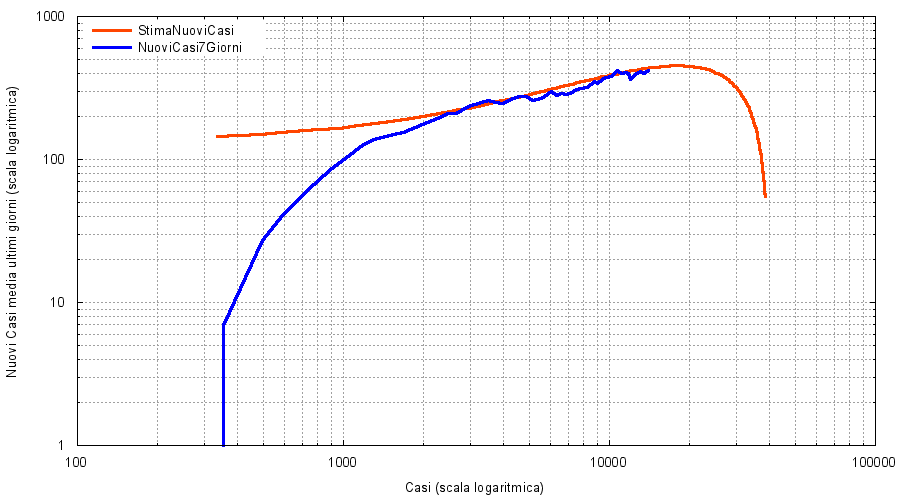 1000
StimaNuoviCasi
NuoviCasi7Giorni
100
10
1
Nuovi Casi media ultimi giorni (scala logaritmica)
100 1000 10000 100000
Casi (scala logaritmica)